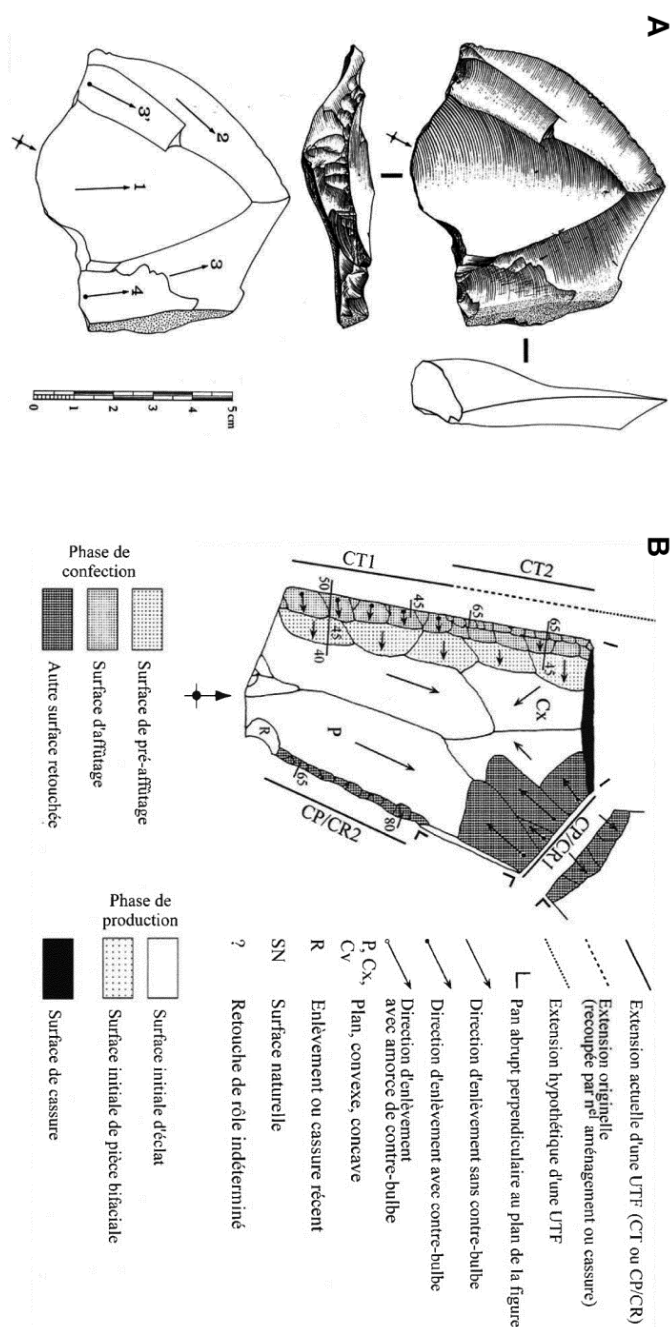 A
3'
2
1
3
4
0 1 2 3 4 5 cm
B
CT1
CT2
50
45
40
45
65
65
45
Cx
P
R
65
80
CP/CR2
CP/CR1
Phase de
confection
Surface de pré-affûtage
Surface d'affûtage
Autre surface retouchée
Phase de
production
Surface initiale d'éclat
Surface initiale de pièce bifaciale
Surface de cassure
Extension actuelle d'une UTF (CT ou CP/CR)
Extension originelle
(recoupée par nel aménagement ou cassure)
Extension hypothétique d'une UTF
Pan abrupt perpendiculaire au plan de la figure
Direction d'enlèvement sans contre-bulbe
Direction d'enlèvement avec contre-bulbe
Direction d'enlèvement
avec amorce de contre-bulbe
P, Cx,
Cv
Plan, convexe, concave
R
Enlèvement ou cassure récent
SN
Surface naturelle
?
Retouche de rôle indéterminé